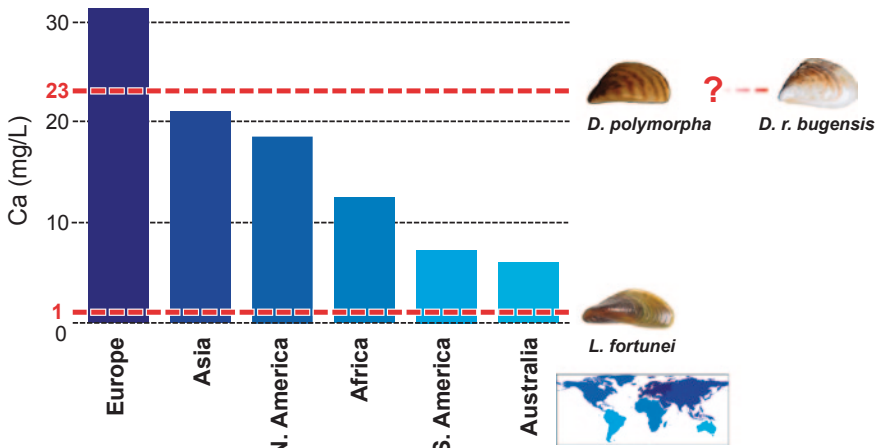 Ca (mg/L)
30
23
20
10
1
0
Europe
Asia
N. America
Africa
S. America
Australia
?
D. polymorpha
D. r. bugensis
L. fortunei